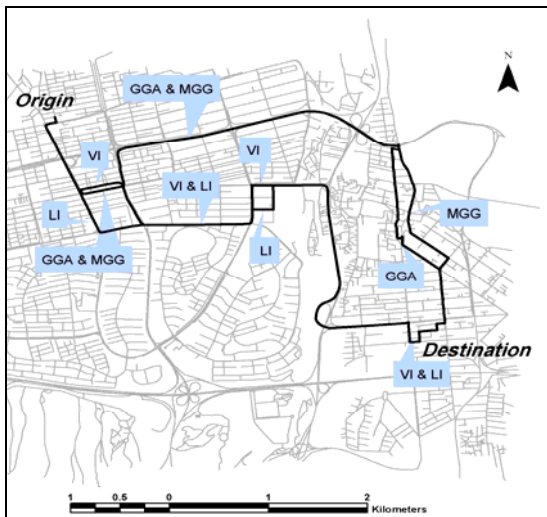 N
Origin
GGA & MGG
VI
VI
VI & LI
LI
MGG
GGA & MGG
LI
GGA
Destination
VI & LI
1 0.5 0 1 2
Kilometers